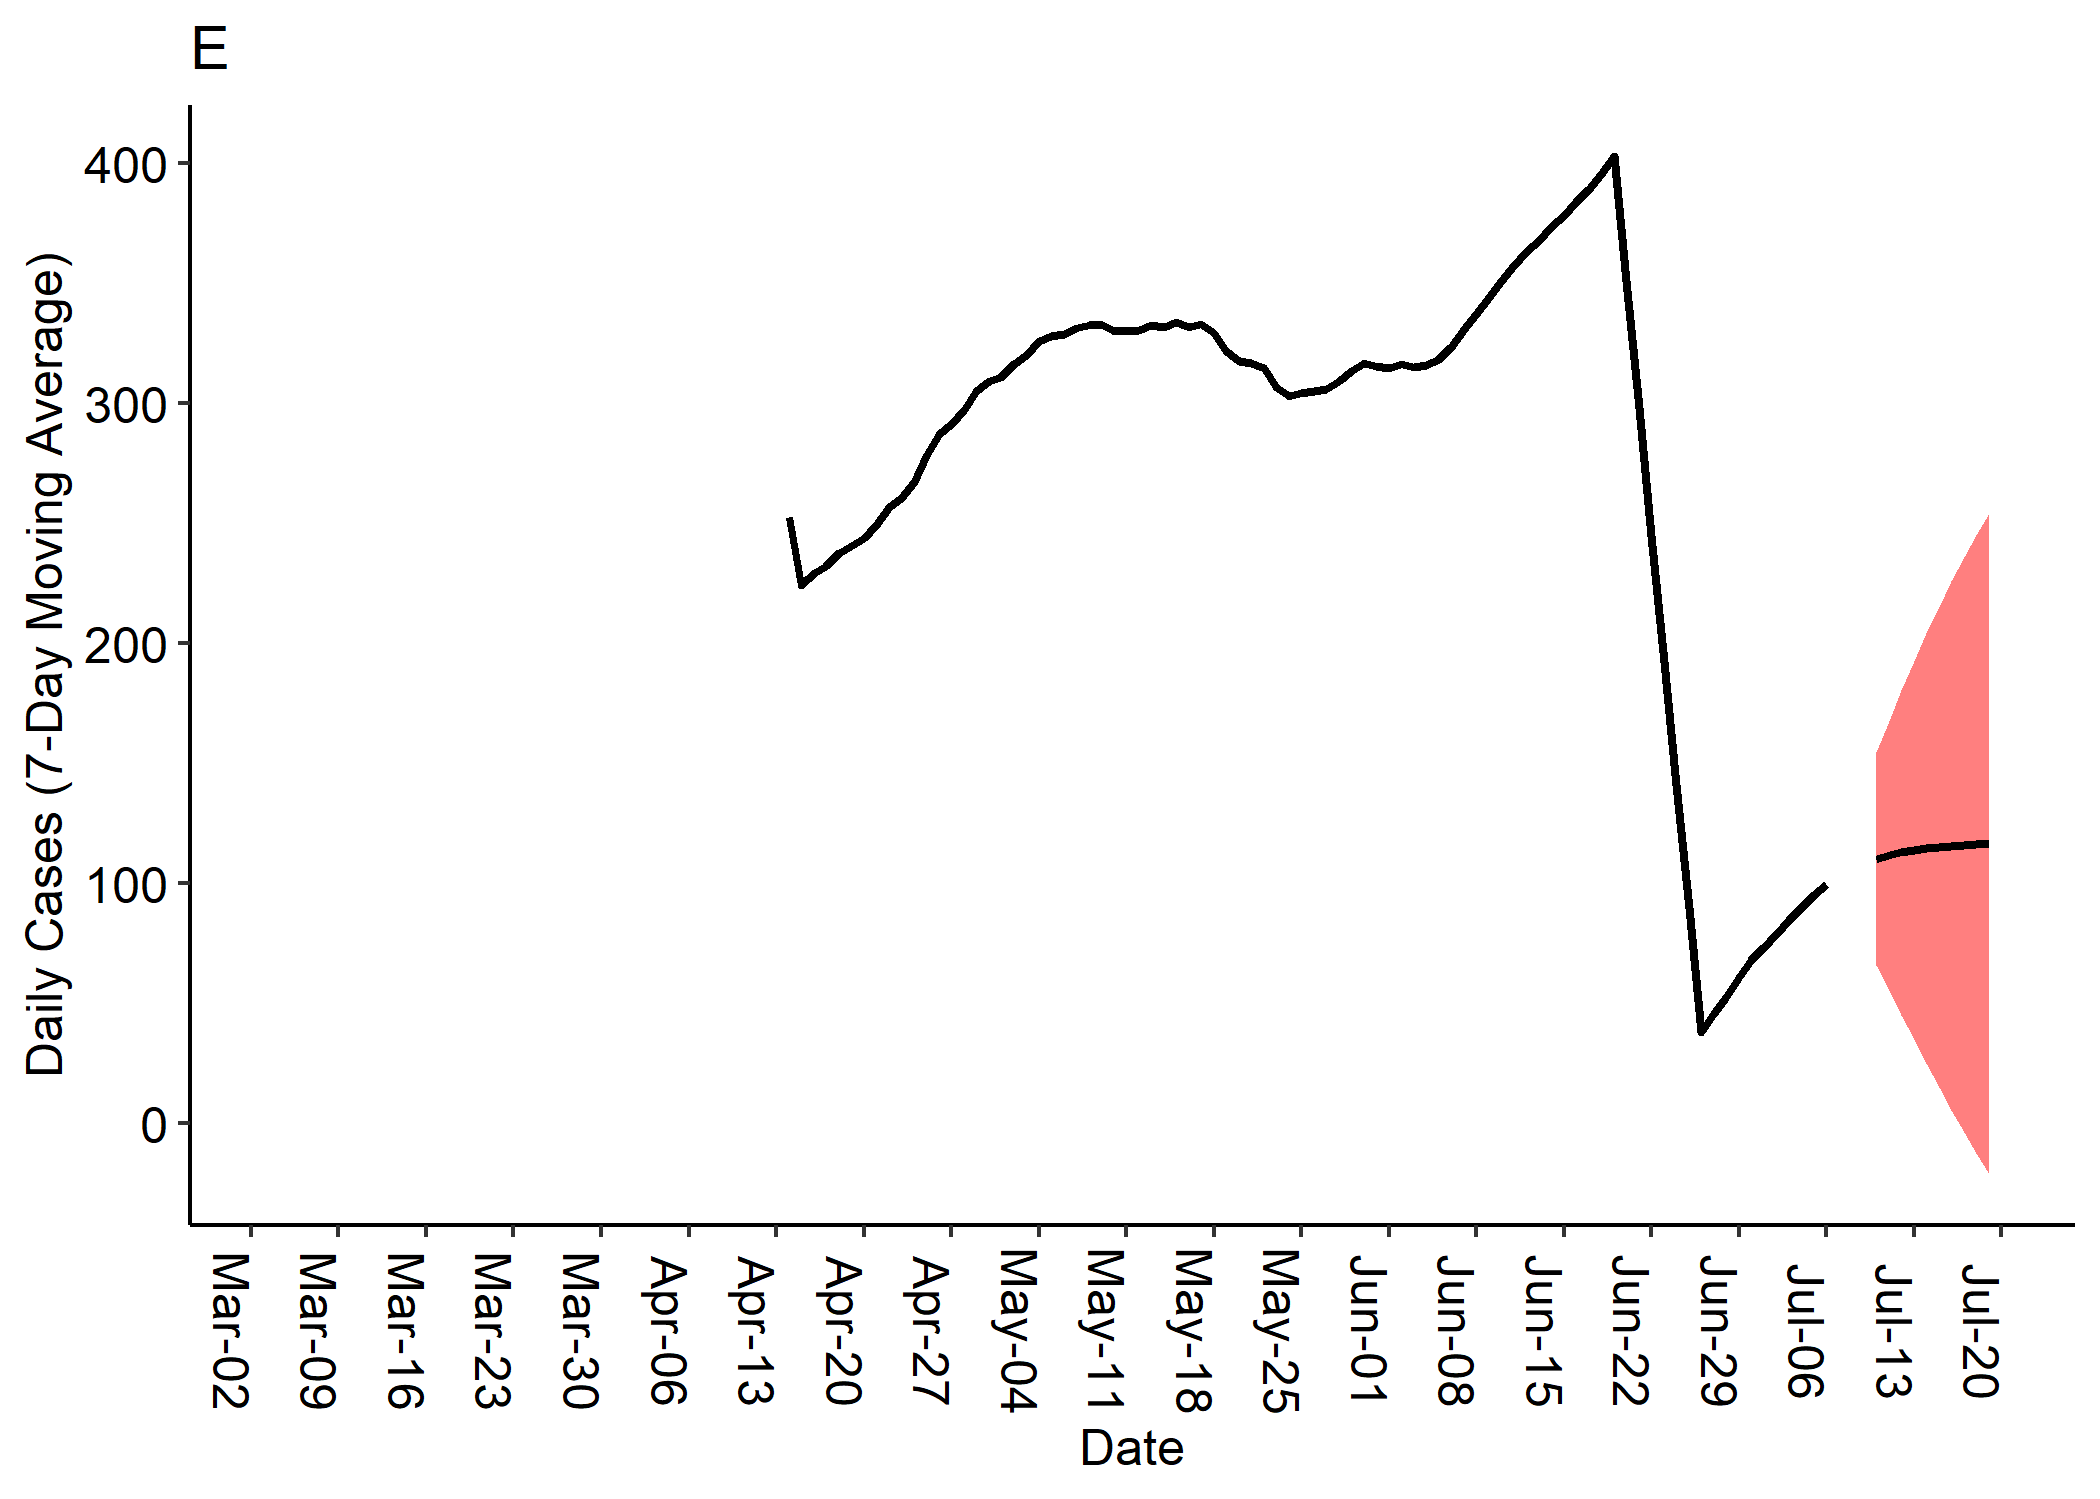 E
Daily Cases (7-Day Moving Average)
400
300
200
100
0
Mar-02
Mar-09
Mar-16
Mar-23
Mar-30
Apr-06
Apr-13
Apr-20
Apr-27
May-04
May-11
May-18
May-25
Jun-01
Jun-08
Jun-15
Jun-22
Jun-29
Jul-06
Jul-13
Jul-20
Date